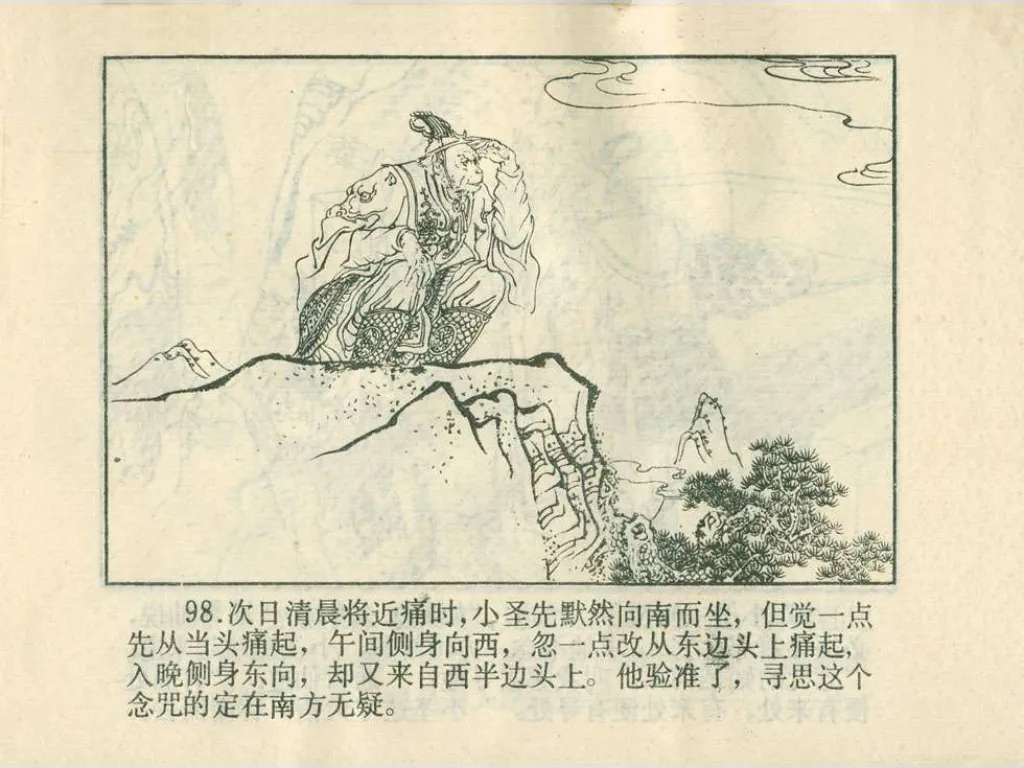 98.次日清晨将近痛时,小圣先默然向南而坐，但觉一点
先从当头痛起，午间侧身向西，忽一点改从东边头上痛起,
入晚侧身东向，却又来自西半边头上。他验准了，寻思这个
念咒的定在南方无疑。